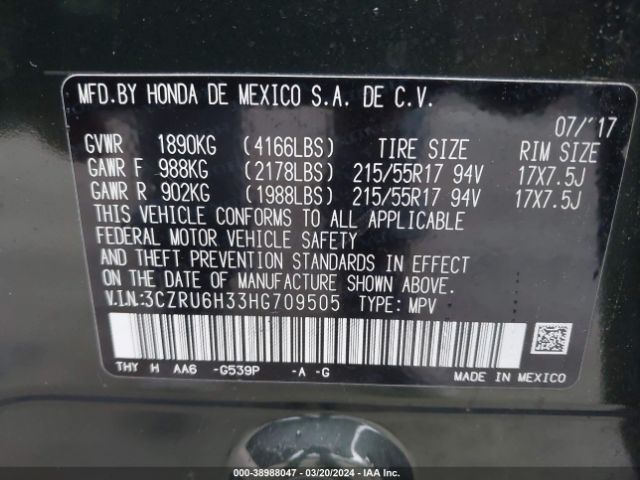 MFD.BY HONDA DE MEXICO S.A. DE C.V.
07/'17
GVWR 1890KG (4166LBS) TIRE SIZE RIM SIZE
GAWR F 988KG (2178LBS) 215/55R17 94V 17X7.5J
GAWR R 902KG (1988LBS) 215/55R17 94V 17X7.5J
THIS VEHICLE CONFORMS TO ALL APPLICABLE
FEDERAL MOTOR VEHICLE SAFETY
AND THEFT PREVENTION STANDARDS IN EFFECT
ON THE DATE OF MANUFACTURE SHOWN ABOVE.
V.I.N:3CZRU6H33HG709505 TYPE: MPV
THY H AA6 -G539P -A -G
MADE IN MEXICO
000-38988047 | 03/20/2024 | IAA Inc.